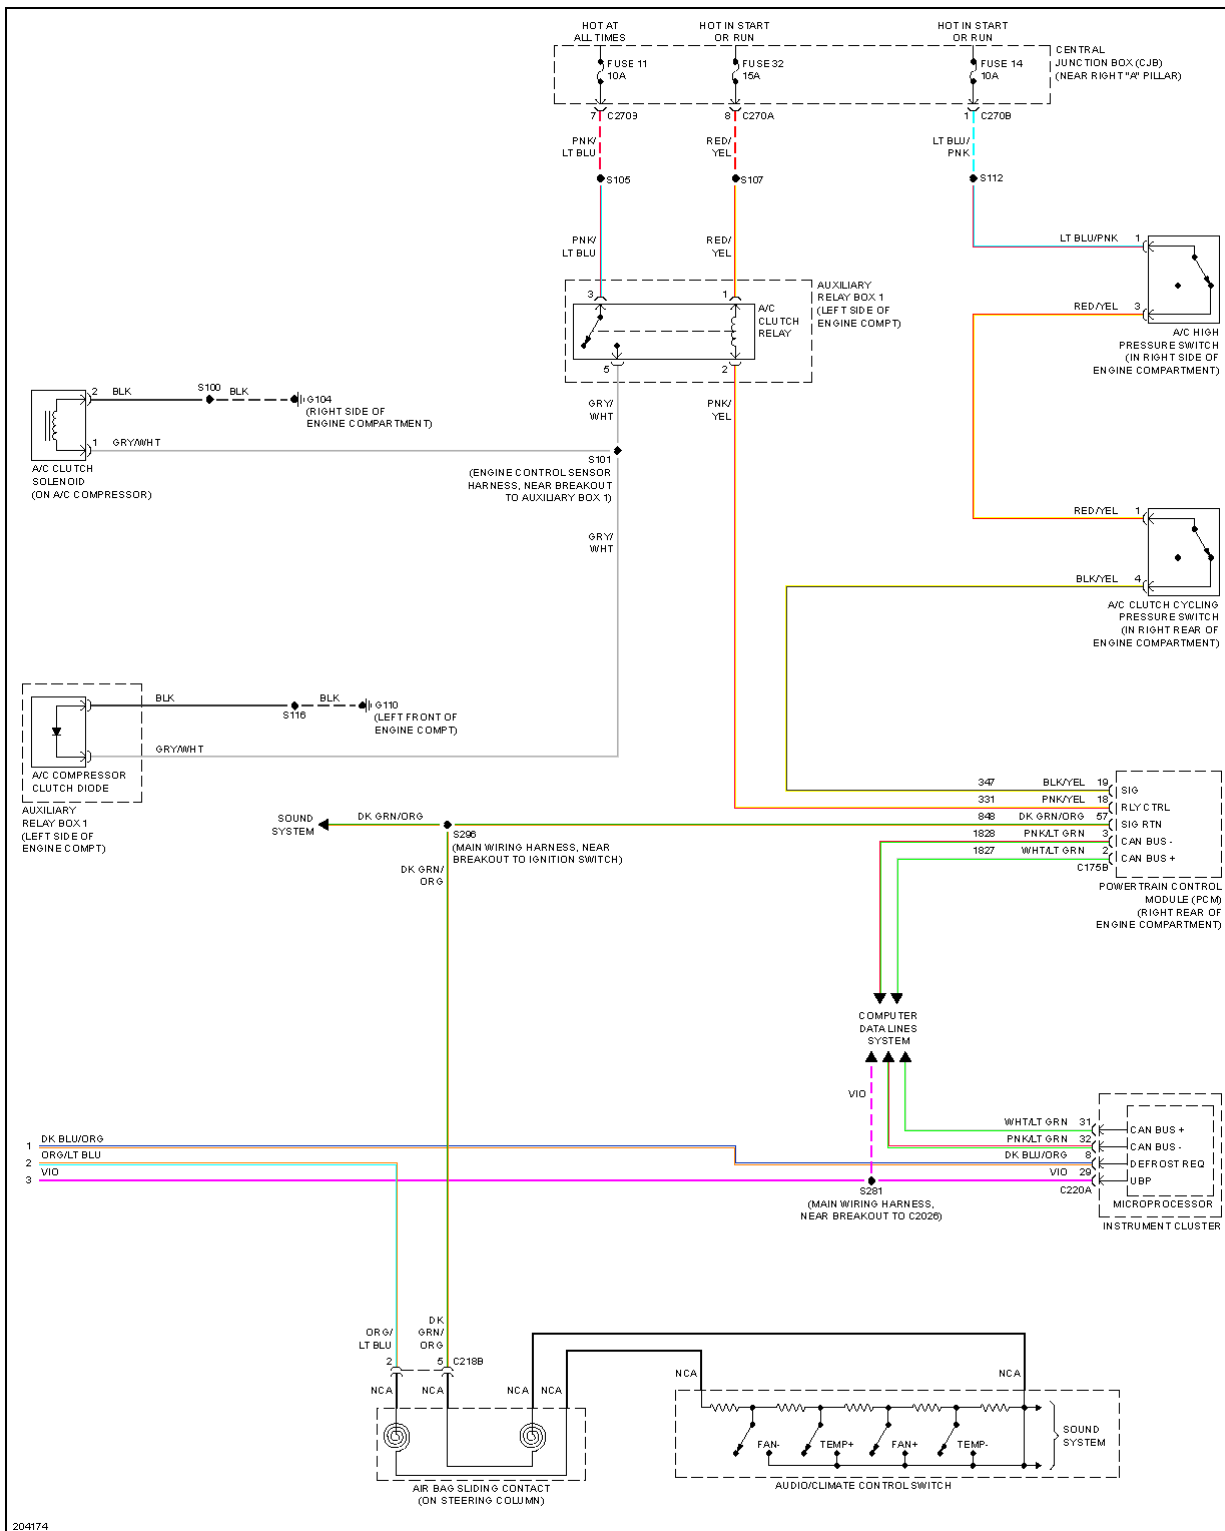 HOT AT
ALL TIMES
HOT IN START
OR RUN
HOT IN START
OR RUN
FUSE 11
10A
FUSE 32
15A
FUSE 14
10A
CENTRAL
JUNCTION BOX (CJB)
(NEAR RIGHT "A" PILLAR)
7 C270B
8 C270A
1 C270B
PNK/
LT BLU
RED/
YEL
LT BLU/
PNK
S105
S107
S112
PNK/
LT BLU
RED/
YEL
LT BLU/PNK 1
RED/YEL 3
A/C HIGH
PRESSURE SWITCH
(IN RIGHT SIDE OF
ENGINE COMPARTMENT)
AUXILIARY
RELAY BOX 1
(LEFT SIDE OF
ENGINE COMPT)
3
1
A/C
CLUTCH
RELAY
5
2
GRY/
WHT
PNK/
YEL
2 BLK
S100
BLK
G104
(RIGHT SIDE OF
ENGINE COMPARTMENT)
1 GRY/WHT
A/C CLUTCH
SOLENOID
(ON A/C COMPRESSOR)
S101
(ENGINE CONTROL SENSOR
HARNESS, NEAR BREAKOUT
TO AUXILIARY BOX 1)
GRY/
WHT
RED/YEL 1
BLK/YEL 4
A/C CLUTCH CYCLING
PRESSURE SWITCH
(IN RIGHT REAR OF
ENGINE COMPARTMENT)
BLK
S116
BLK
G110
(LEFT FRONT OF
ENGINE COMPT)
GRY/WHT
A/C COMPRESSOR
CLUTCH DIODE
AUXILIARY
RELAY BOX 1
(LEFT SIDE OF
ENGINE COMPT)
347 BLK/YEL 19 SIG
331 PNK/YEL 18 RLY CTRL
848 DK GRN/ORG 57 SIG RTN
1828 PNK/LT GRN 3 CAN BUS -
1827 WHT/LT GRN 2 CAN BUS +
C175B
POWERTRAIN CONTROL
MODULE (PCM)
(RIGHT REAR OF
ENGINE COMPARTMENT)
SOUND
SYSTEM
DK GRN/ORG
S296
(MAIN WIRING HARNESS, NEAR
BREAKOUT TO IGNITION SWITCH)
DK GRN/
ORG
COMPUTER
DATA LINES
SYSTEM
VIO
WHT/LT GRN 31 CAN BUS +
PNK/LT GRN 32 CAN BUS -
DK BLU/ORG 8 DEFROST REQ
VIO 29 UBP
C220A
MICROPROCESSOR
INSTRUMENT CLUSTER
1 DK BLU/ORG
2 ORG/LT BLU
3 VIO
S281
(MAIN WIRING HARNESS,
NEAR BREAKOUT TO C2026)
ORG/
LT BLU
DK
GRN/
ORG
2
5 C218B
NCA
NCA
NCA
NCA
NCA
NCA
AIR BAG SLIDING CONTACT
(ON STEERING COLUMN)
FAN-
TEMP+
FAN+
TEMP-
SOUND
SYSTEM
AUDIO/CLIMATE CONTROL SWITCH
204174